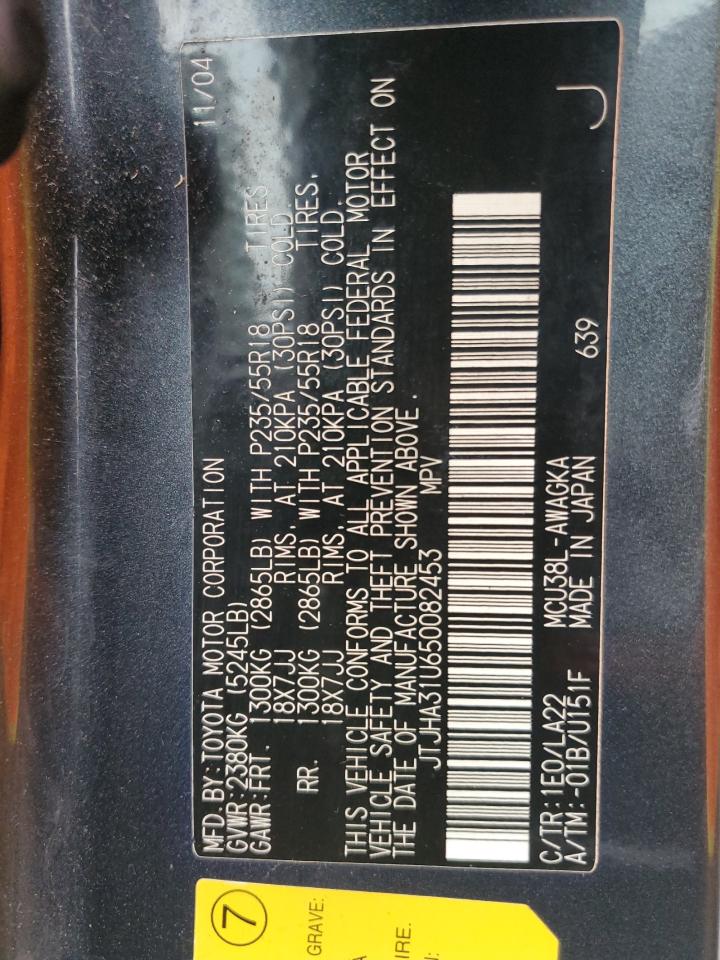 MFD. BY: TOYOTA MOTOR CORPORATION 11/04
GVWR: 2380KG (5245LB)
GAWR: FRT. 1300KG (2865LB) WITH P235/55R18 TIRES
18X7JJ RIMS, AT 210KPA (30PSI) COLD
RR. 1300KG (2865LB) WITH P235/55R18 TIRES,
18X7JJ RIMS, AT 210KPA (30PSI) COLD.
THIS VEHICLE CONFORMS TO ALL APPLICABLE FEDERAL MOTOR
VEHICLE SAFETY AND THEFT PREVENTION STANDARDS IN EFFECT ON
THE DATE OF MANUFACTURE SHOWN ABOVE.
JTJHA31U650082453 MPV
C/TR: 1E0/LA22 MCU38L-AWAGKA
A/TM: -01B/U151F MADE IN JAPAN 639 J
7
GRAVE:
IRE.